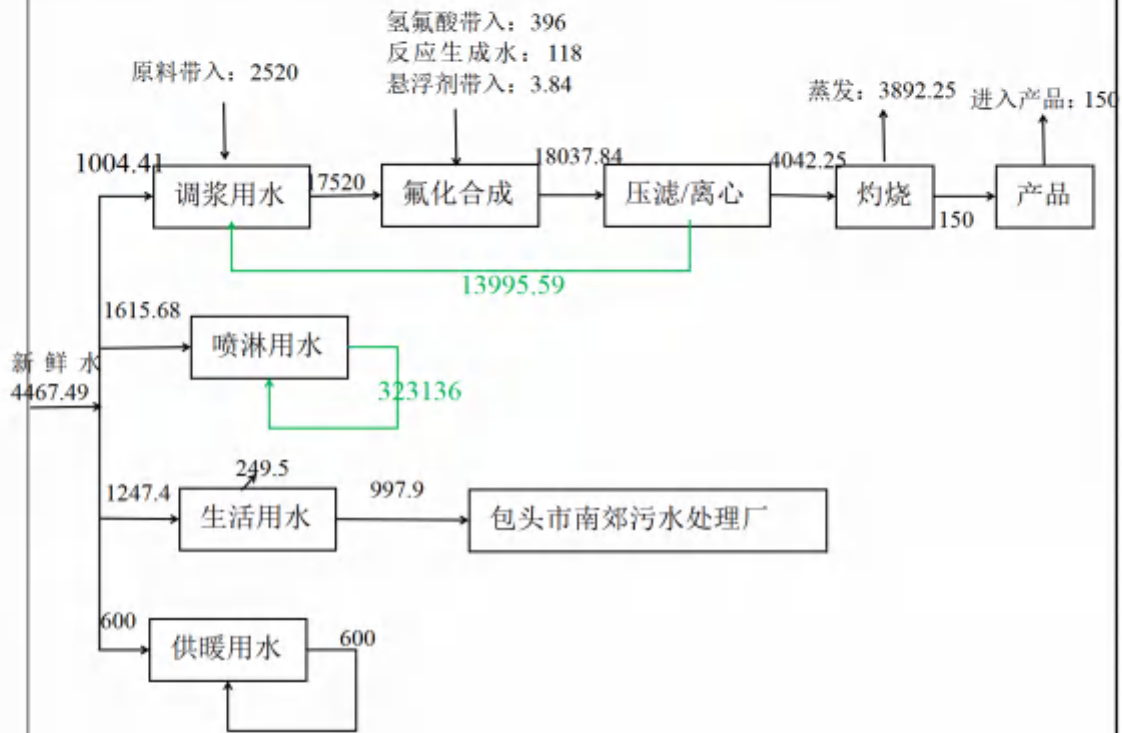 氢氟酸带入：396
反应生成水：118
悬浮剂带入：3.84
原料带入：2520
蒸发：3892.25
进入产品：150
1004.41
调浆用水
17520
氟化合成
18037.84
压滤/离心
4042.25
灼烧
150
产品
13995.59
1615.68
喷淋用水
323136
新鲜水
4467.49
249.5
1247.4
生活用水
997.9
包头市南郊污水处理厂
600
供暖用水
600